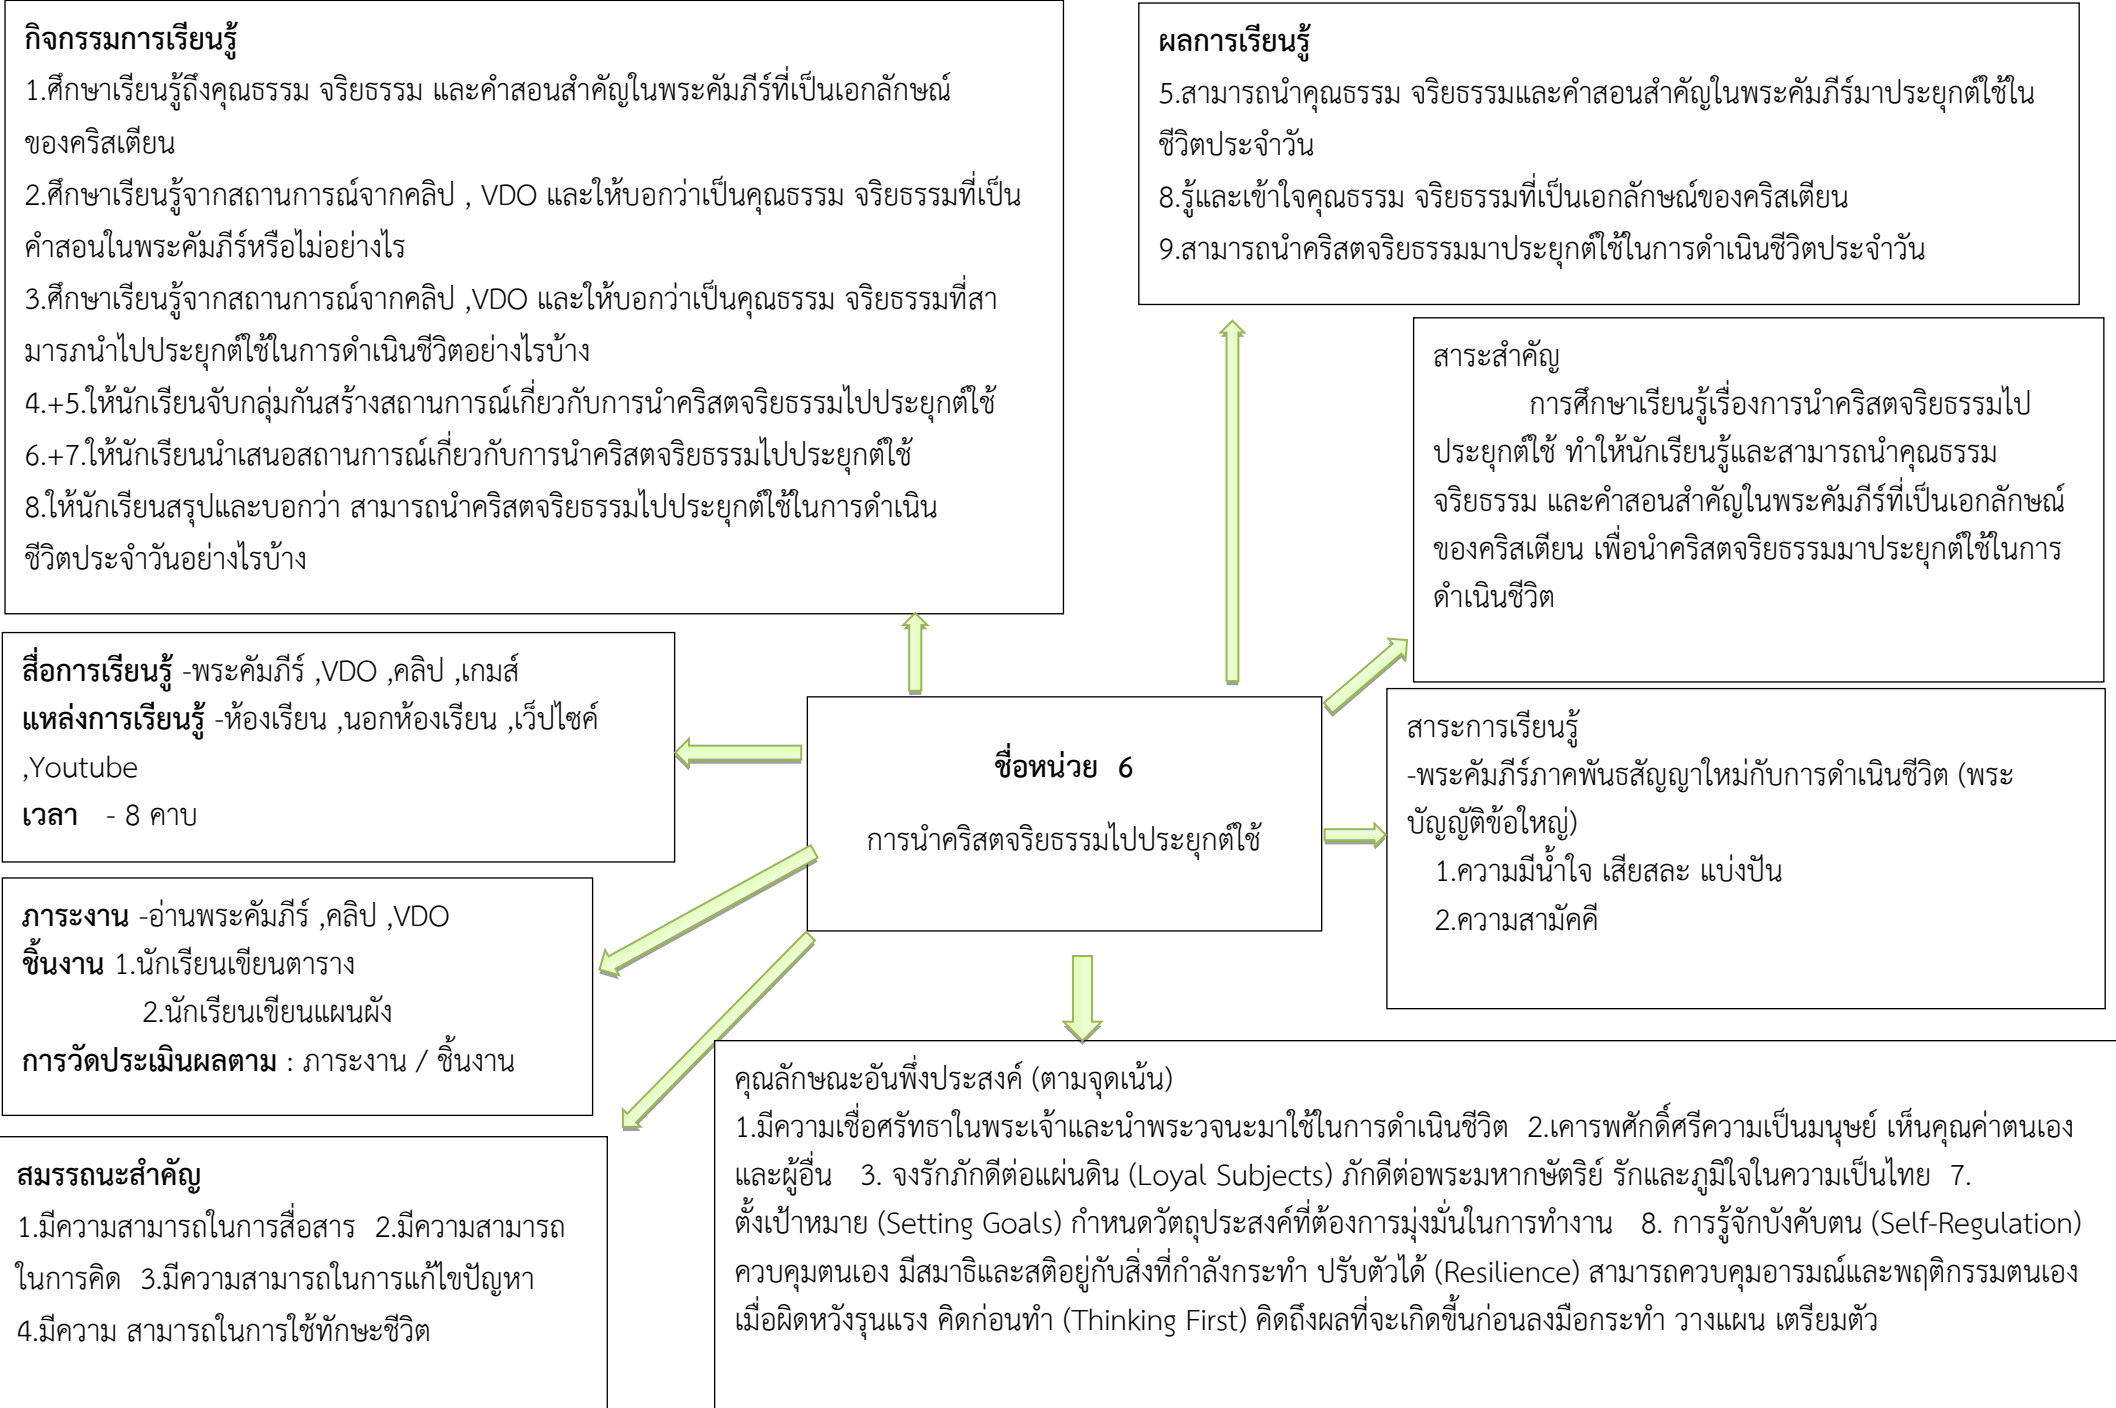 กิจกรรมการเรียนรู้
1.ศึกษาเรียนรู้ถึงคุณธรรม จริยธรรม และคำสอนสำคัญในพระคัมภีร์ที่เป็นเอกลักษณ์
ของคริสเตียน
2.ศึกษาเรียนรู้จากสถานการณ์จากคลิป , VDO และให้บอกว่าเป็นคุณธรรม จริยธรรมที่เป็น
คำสอนในพระคัมภีร์หรือไม่อย่างไร
3.ศึกษาเรียนรู้จากสถานการณ์จากคลิป ,VDO และให้บอกว่าเป็นคุณธรรม จริยธรรมที่สา
มารภนำไปประยุกต์ใช้ในการดำเนินชีวิตอย่างไรบ้าง
4.+5.ให้นักเรียนจับกลุ่มกันสร้างสถานการณ์เกี่ยวกับการนำคริสตจริยธรรมไปประยุกต์ใช้
6.+7.ให้นักเรียนนำเสนอสถานการณ์เกี่ยวกับการนำคริสตจริยธรรมไปประยุกต์ใช้
8.ให้นักเรียนสรุปและบอกว่า สามารถนำคริสตจริยธรรมไปประยุกต์ใช้ในการดำเนิน
ชีวิตประจำวันอย่างไรบ้าง
ผลการเรียนรู้
5.สามารถนำคุณธรรม จริยธรรมและคำสอนสำคัญในพระคัมภีร์มาประยุกต์ใช้ใน
ชีวิตประจำวัน
8.รู้และเข้าใจคุณธรรม จริยธรรมที่เป็นเอกลักษณ์ของคริสเตียน
9.สามารถนำคริสตจริยธรรมมาประยุกต์ใช้ในการดำเนินชีวิตประจำวัน
สาระสำคัญ
การศึกษาเรียนรู้เรื่องการนำคริสตจริยธรรมไป
ประยุกต์ใช้ ทำให้นักเรียนรู้และสามารถนำคุณธรรม
จริยธรรม และคำสอนสำคัญในพระคัมภีร์ที่เป็นเอกลักษณ์
ของคริสเตียน เพื่อนำคริสตจริยธรรมมาประยุกต์ใช้ในการ
ดำเนินชีวิต
สื่อการเรียนรู้ -พระคัมภีร์ ,VDO ,คลิป ,เกมส์
แหล่งการเรียนรู้ -ห้องเรียน ,นอกห้องเรียน ,เว็ปไซค์
,Youtube
เวลา - 8 คาบ
ชื่อหน่วย 6
การนำคริสตจริยธรรมไปประยุกต์ใช้
สาระการเรียนรู้
-พระคัมภีร์ภาคพันธสัญญาใหม่กับการดำเนินชีวิต (พระ
บัญญัติข้อใหญ่)
1.ความมีน้ำใจ เสียสละ แบ่งปัน
2.ความสามัคคี
ภาระงาน -อ่านพระคัมภีร์ ,คลิป ,VDO
ชิ้นงาน 1.นักเรียนเขียนตาราง
2.นักเรียนเขียนแผนผัง
การวัดประเมินผลตาม : ภาระงาน / ชิ้นงาน
สมรรถนะสำคัญ
1.มีความสามารถในการสื่อสาร 2.มีความสามารถ
ในการคิด 3.มีความสามารถในการแก้ไขปัญหา
4.มีความ สามารถในการใช้ทักษะชีวิต
คุณลักษณะอันพึ่งประสงค์ (ตามจุดเน้น)
1.มีความเชื่อศรัทธาในพระเจ้าและนำพระวจนะมาใช้ในการดำเนินชีวิต 2.เคารพศักดิ์ศรีความเป็นมนุษย์ เห็นคุณค่าตนเอง
และผู้อื่น 3. จงรักภักดีต่อแผ่นดิน (Loyal Subjects) ภักดีต่อพระมหากษัตริย์ รักและภูมิใจในความเป็นไทย 7.
ตั้งเป้าหมาย (Setting Goals) กำหนดวัตถุประสงค์ที่ต้องการมุ่งมั่นในการทำงาน 8. การรู้จักบังคับตน (Self-Regulation)
ควบคุมตนเอง มีสมาธิและสติอยู่กับสิ่งที่กำลังกระทำ ปรับตัวได้ (Resilience) สามารถควบคุมอารมณ์และพฤติกรรมตนเอง
เมื่อผิดหวังรุนแรง คิดก่อนทำ (Thinking First) คิดถึงผลที่จะเกิดขี้นก่อนลงมือกระทำ วางแผน เตรียมตัว